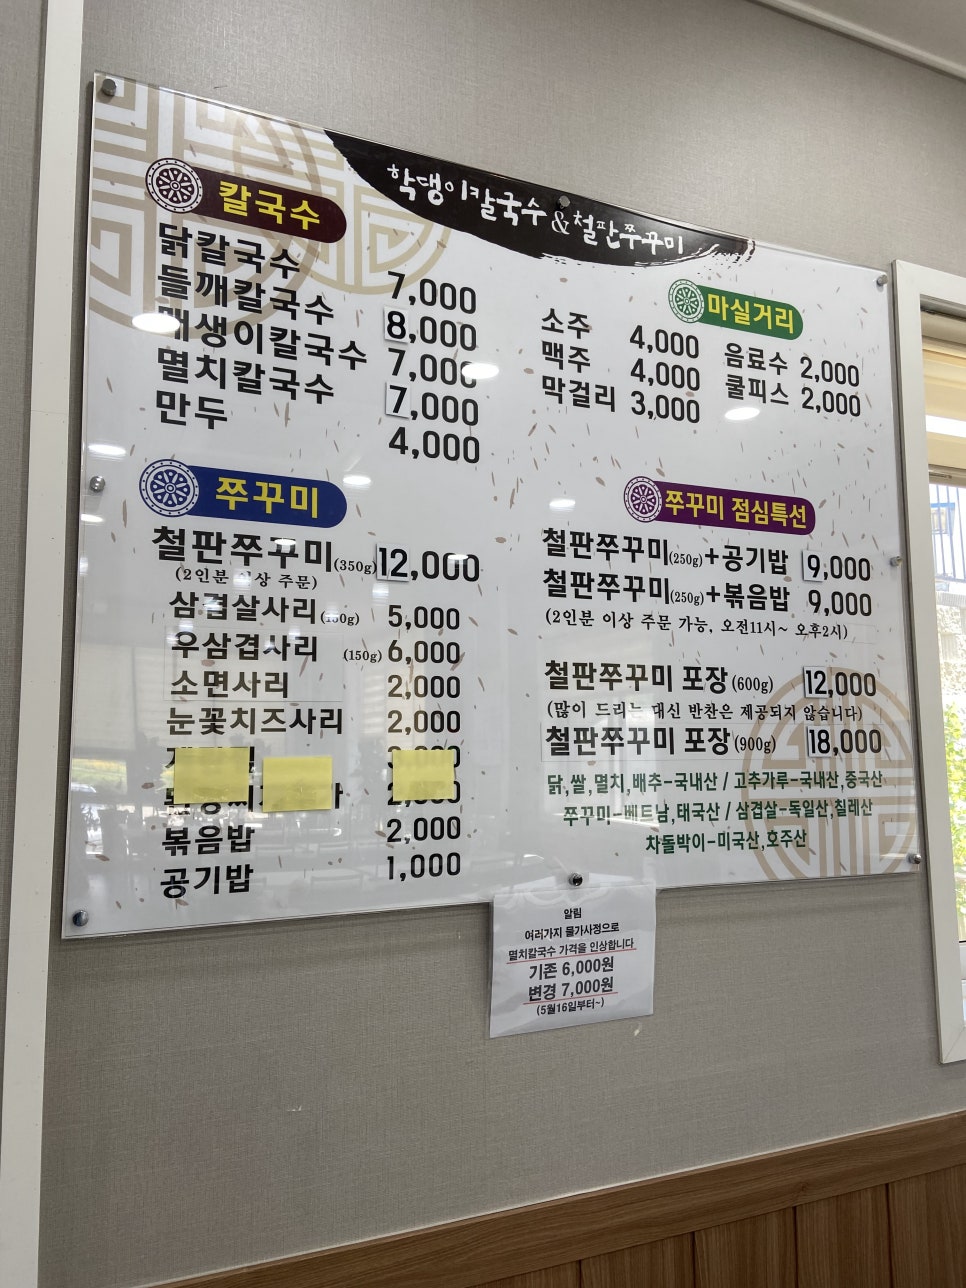 학댕이칼국수&철판쭈꾸미
칼국수
닭칼국수 7,000
들깨칼국수 8,000
매생이칼국수 7,000
멸치칼국수 7,000
만두 4,000
마실거리
소주 4,000
맥주 4,000
막걸리 3,000
음료수 2,000
쿨피스 2,000
쭈꾸미
철판쭈꾸미(350g) 12,000
(2인분 이상 주문)
삼겹살사리(150g) 5,000
우삼겹사리 (150g) 6,000
소면사리 2,000
눈꽃치즈사리 2,000
3,000
2,000
볶음밥 2,000
공기밥 1,000
쭈꾸미 점심특선
철판쭈꾸미(250g)+공기밥 9,000
철판쭈꾸미(250g)+볶음밥 9,000
(2인분 이상 주문 가능, 오전11시~ 오후2시)
철판쭈꾸미 포장(600g) 12,000
(많이 드리는 대신 반찬은 제공되지 않습니다)
철판쭈꾸미 포장(900g) 18,000
닭,쌀,멸치,배추-국내산 / 고추가루-국내산,중국산
쭈꾸미-베트남,태국산 / 삼겹살-독일산,칠레산
차돌박이-미국산,호주산
알림
여러가지 물가사정으로
멸치칼국수 가격을 인상합니다
기존 6,000원
변경 7,000원
(5월16일부터~)